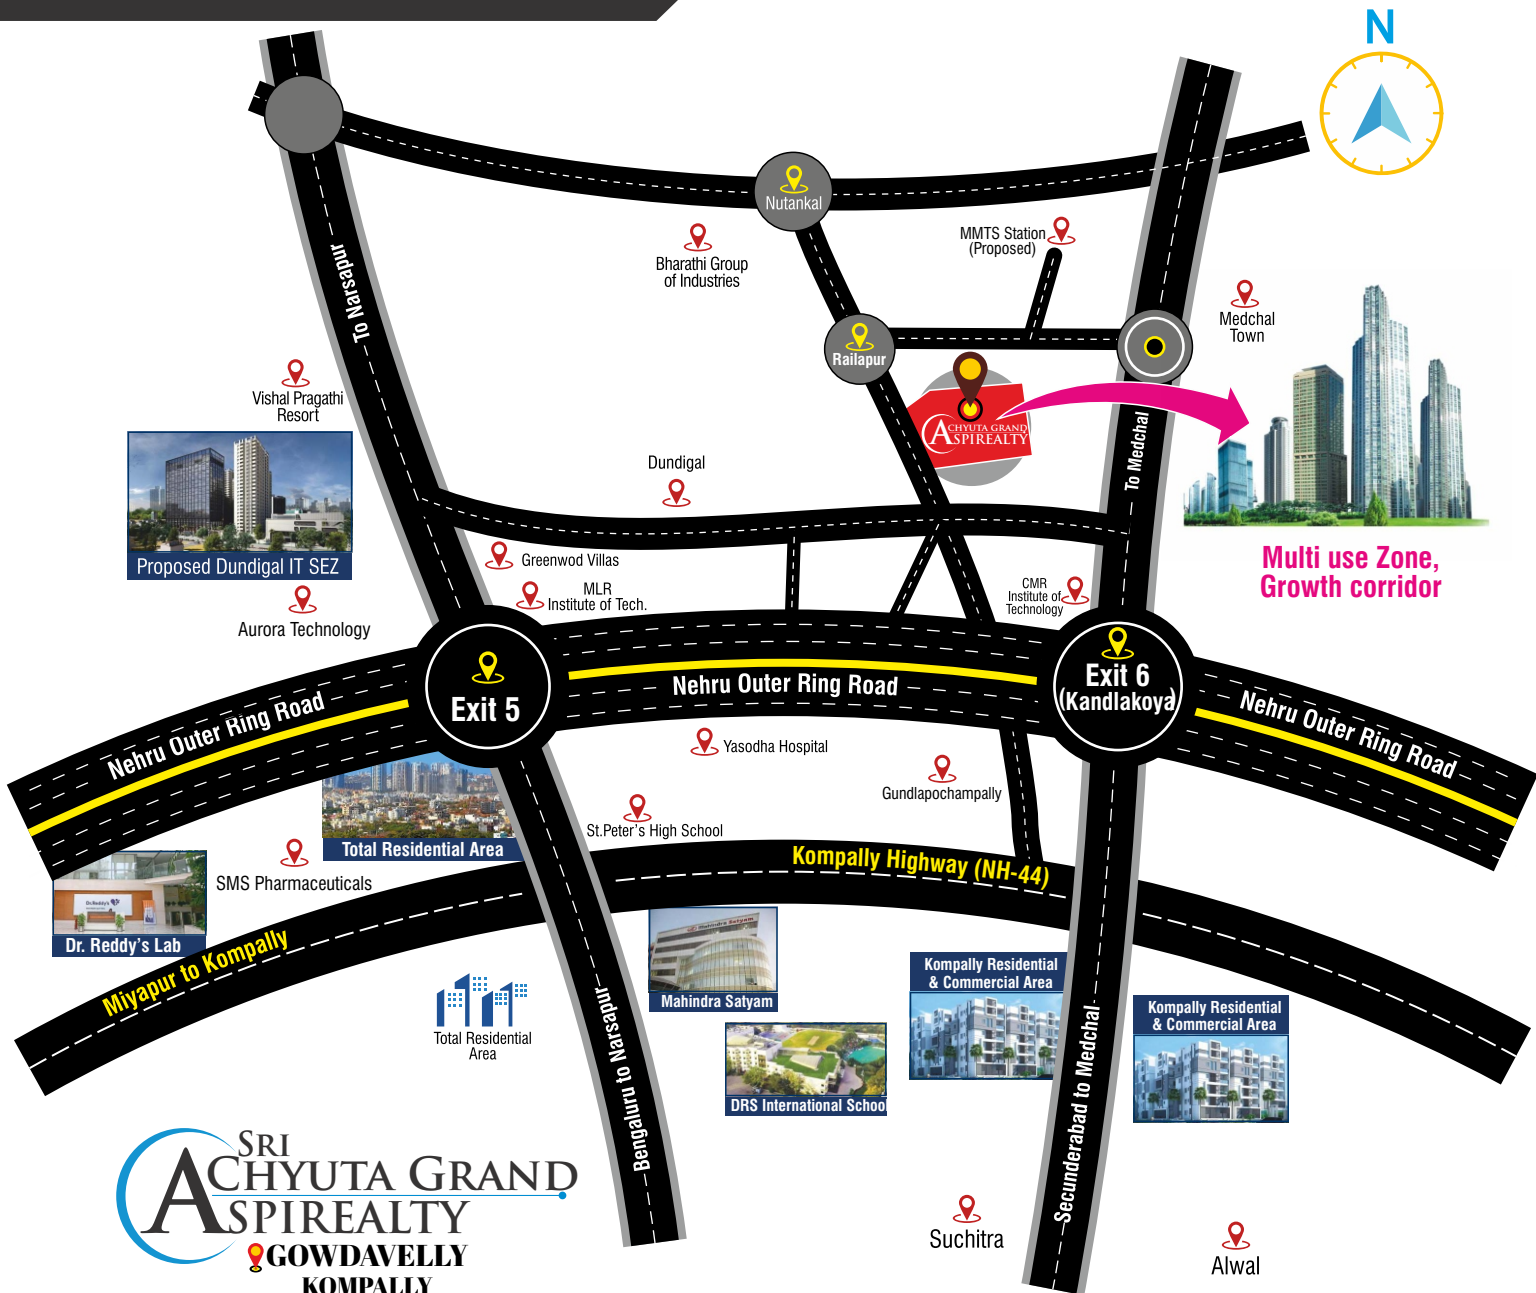 N
Nutankal
MMTS Station
(Proposed)
Bharathi Group
of Industries
To Narsapur
Medchal
Town
Railapur
Vishal Pragathi
Resort
ACHYUTA GRAND
ASPIREALTY
To Medchal
Dundigal
Proposed Dundigal IT SEZ
Greenwod Villas
Multi use Zone,
Growth corridor
MLR
Institute of Tech.
CMR
Institute of
Technology
Aurora Technology
Exit 5
Exit 6
(Kandlakoya)
Nehru Outer Ring Road
Nehru Outer Ring Road
Nehru Outer Ring Road
Yasodha Hospital
Gundlapochampally
St.Peter's High School
Total Residential Area
Kompally Highway (NH-44)
SMS Pharmaceuticals
Dr.Reddy's
Dr. Reddy's Lab
Miyapur to Kompally
Mahindra Satyam
Mahindra Satyam
Kompally Residential
& Commercial Area
Kompally Residential
& Commercial Area
Total Residential
Area
Bengaluru to Narsapur
DRS International School
Secunderabad to Medchal
SRI
ACHYUTA GRAND
ASPIREALTY
GOWDAVELLY
KOMPALLY
Suchitra
Alwal